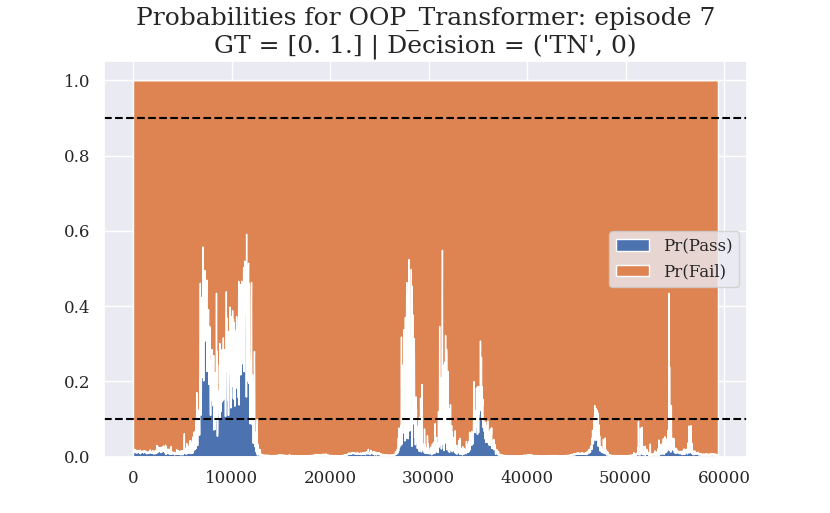 Probabilities for OOP_Transformer: episode 7
GT = [0. 1.] | Decision = ('TN', 0)
1.0
0.8
0.6
0.4
0.2
0.0
Pr(Pass)
Pr(Fail)
0 10000 20000 30000 40000 50000 60000